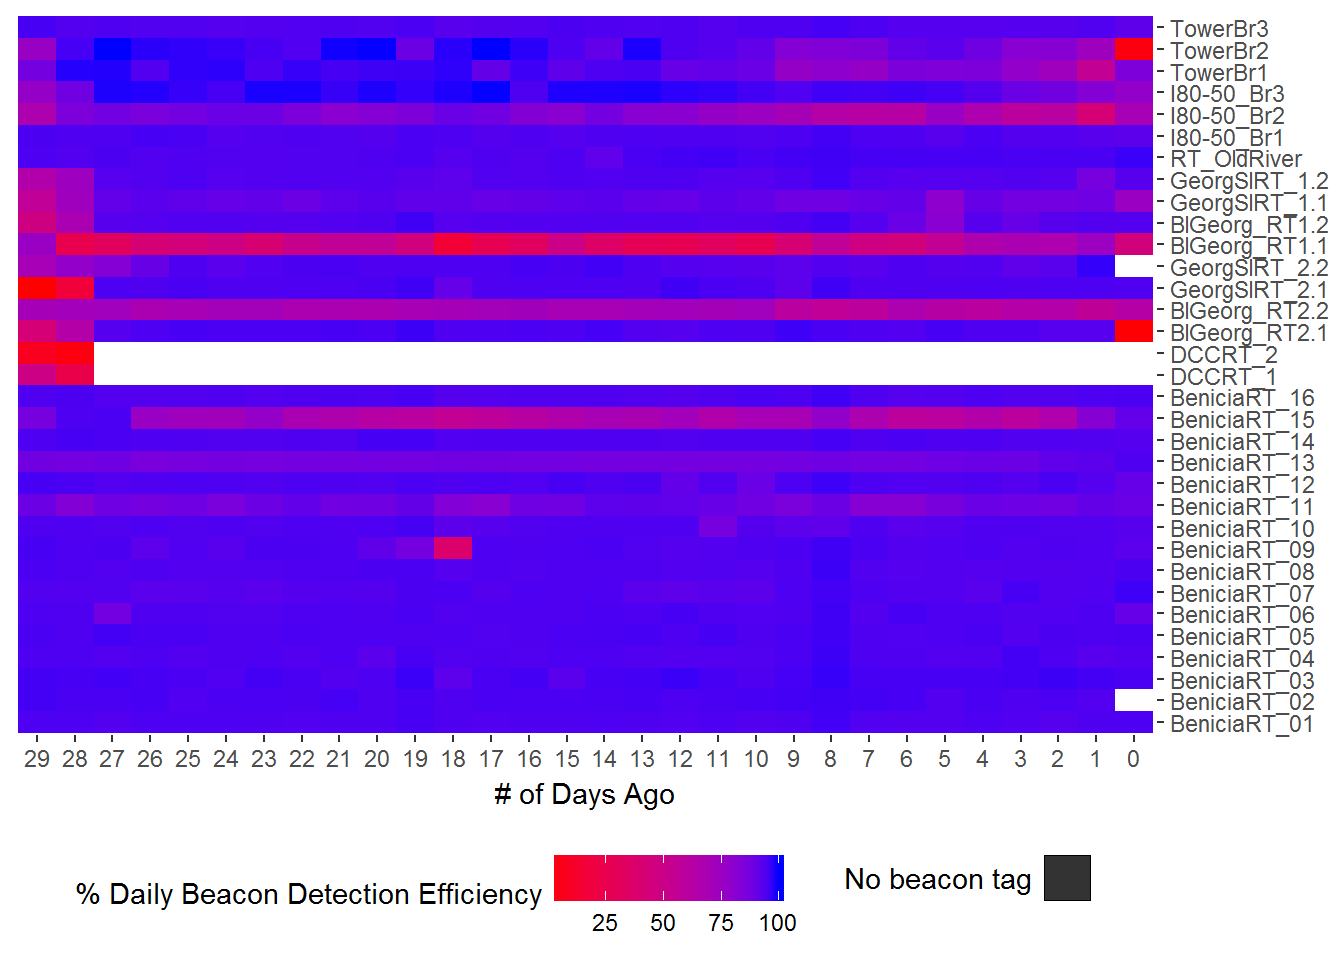 TowerBr3
TowerBr2
TowerBr1
I80-50_Br3
I80-50_Br2
I80-50_Br1
RT_OldRiver
GeorgSlRT_1.2
GeorgSlRT_1.1
BlGeorg_RT1.2
BlGeorg_RT1.1
GeorgSlRT_2.2
GeorgSlRT_2.1
BlGeorg_RT2.2
BlGeorg_RT2.1
DCCRT_2
DCCRT_1
BeniciaRT_16
BeniciaRT_15
BeniciaRT_14
BeniciaRT_13
BeniciaRT_12
BeniciaRT_11
BeniciaRT_10
BeniciaRT_09
BeniciaRT_08
BeniciaRT_07
BeniciaRT_06
BeniciaRT_05
BeniciaRT_04
BeniciaRT_03
BeniciaRT_02
BeniciaRT_01
29 28 27 26 25 24 23 22 21 20 19 18 17 16 15 14 13 12 11 10 9 8 7 6 5 4 3 2 1 0
# of Days Ago
% Daily Beacon Detection Efficiency
25 50 75 100
No beacon tag